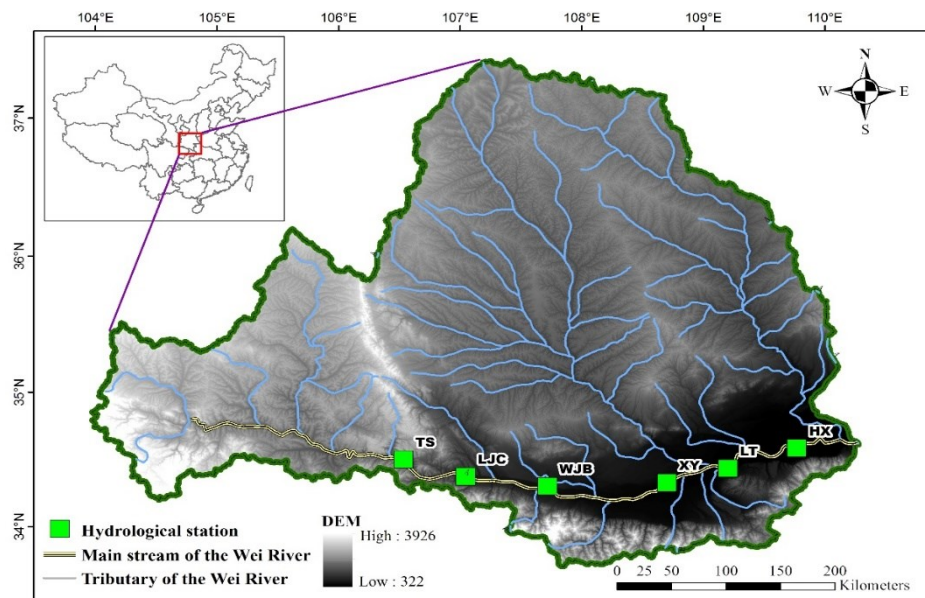 104°E 105°E 106°E 107°E 108°E 109°E 110°E
37°N
36°N
35°N
34°N
N
W E
S
TS
LJC
WJB
XY
LT
HX
Hydrological station
Main stream of the Wei River
Tributary of the Wei River
DEM
High : 3926
Low : 322
0 25 50 100 150 200
Kilometers